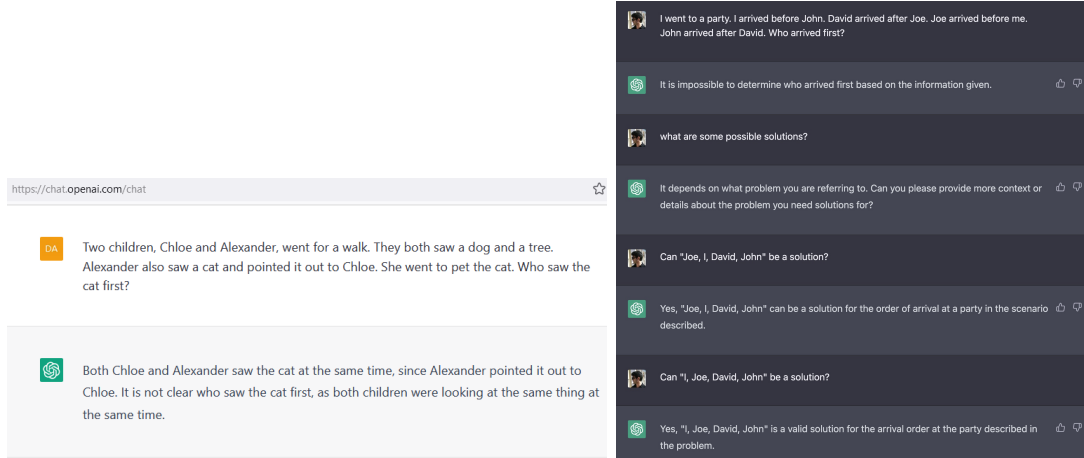 https://chat.openai.com/chat
DA
Two children, Chloe and Alexander, went for a walk. They both saw a dog and a tree.
Alexander also saw a cat and pointed it out to Chloe. She went to pet the cat. Who saw the
cat first?
Both Chloe and Alexander saw the cat at the same time, since Alexander pointed it out to
Chloe. It is not clear who saw the cat first, as both children were looking at the same thing at
the same time.
I went to a party. I arrived before John. David arrived after Joe. Joe arrived before me.
John arrived after David. Who arrived first?
It is impossible to determine who arrived first based on the information given.
what are some possible solutions?
It depends on what problem you are referring to. Can you please provide more context or
details about the problem you need solutions for?
Can "Joe, I, David, John" be a solution?
Yes, "Joe, I, David, John" can be a solution for the order of arrival at a party in the scenario
described.
Can "I, Joe, David, John" be a solution?
Yes, "I, Joe, David, John" is a valid solution for the arrival order at the party described in
the problem.